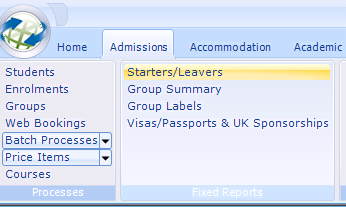 Home Admissions Accommodation Academic
Students
Enrolments
Groups
Web Bookings
Batch Processes
Price Items
Courses
Processes
Starters/Leavers
Group Summary
Group Labels
Visas/Passports & UK Sponsorships
Fixed Reports